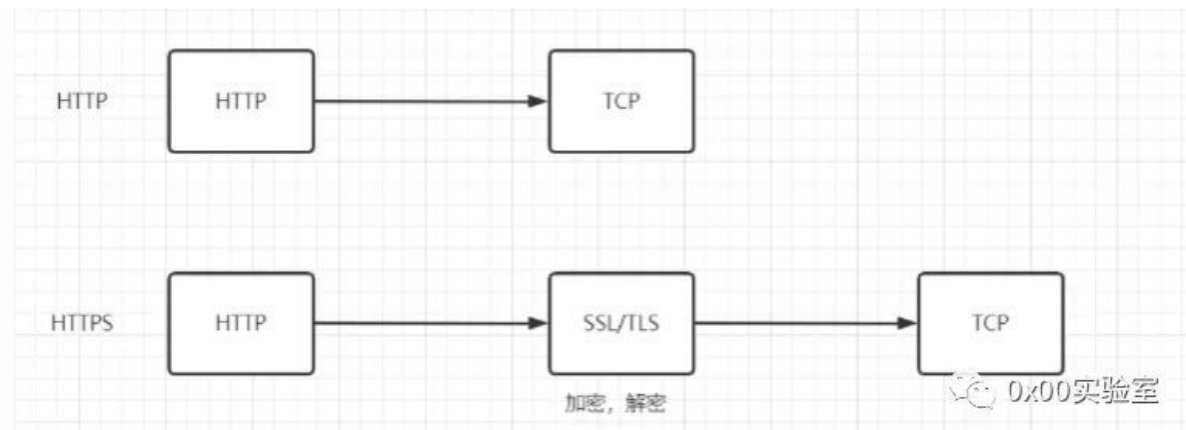 HTTP
HTTP
TCP
HTTPS
HTTP
SSL/TLS
TCP
加密，解密
0x00实验室